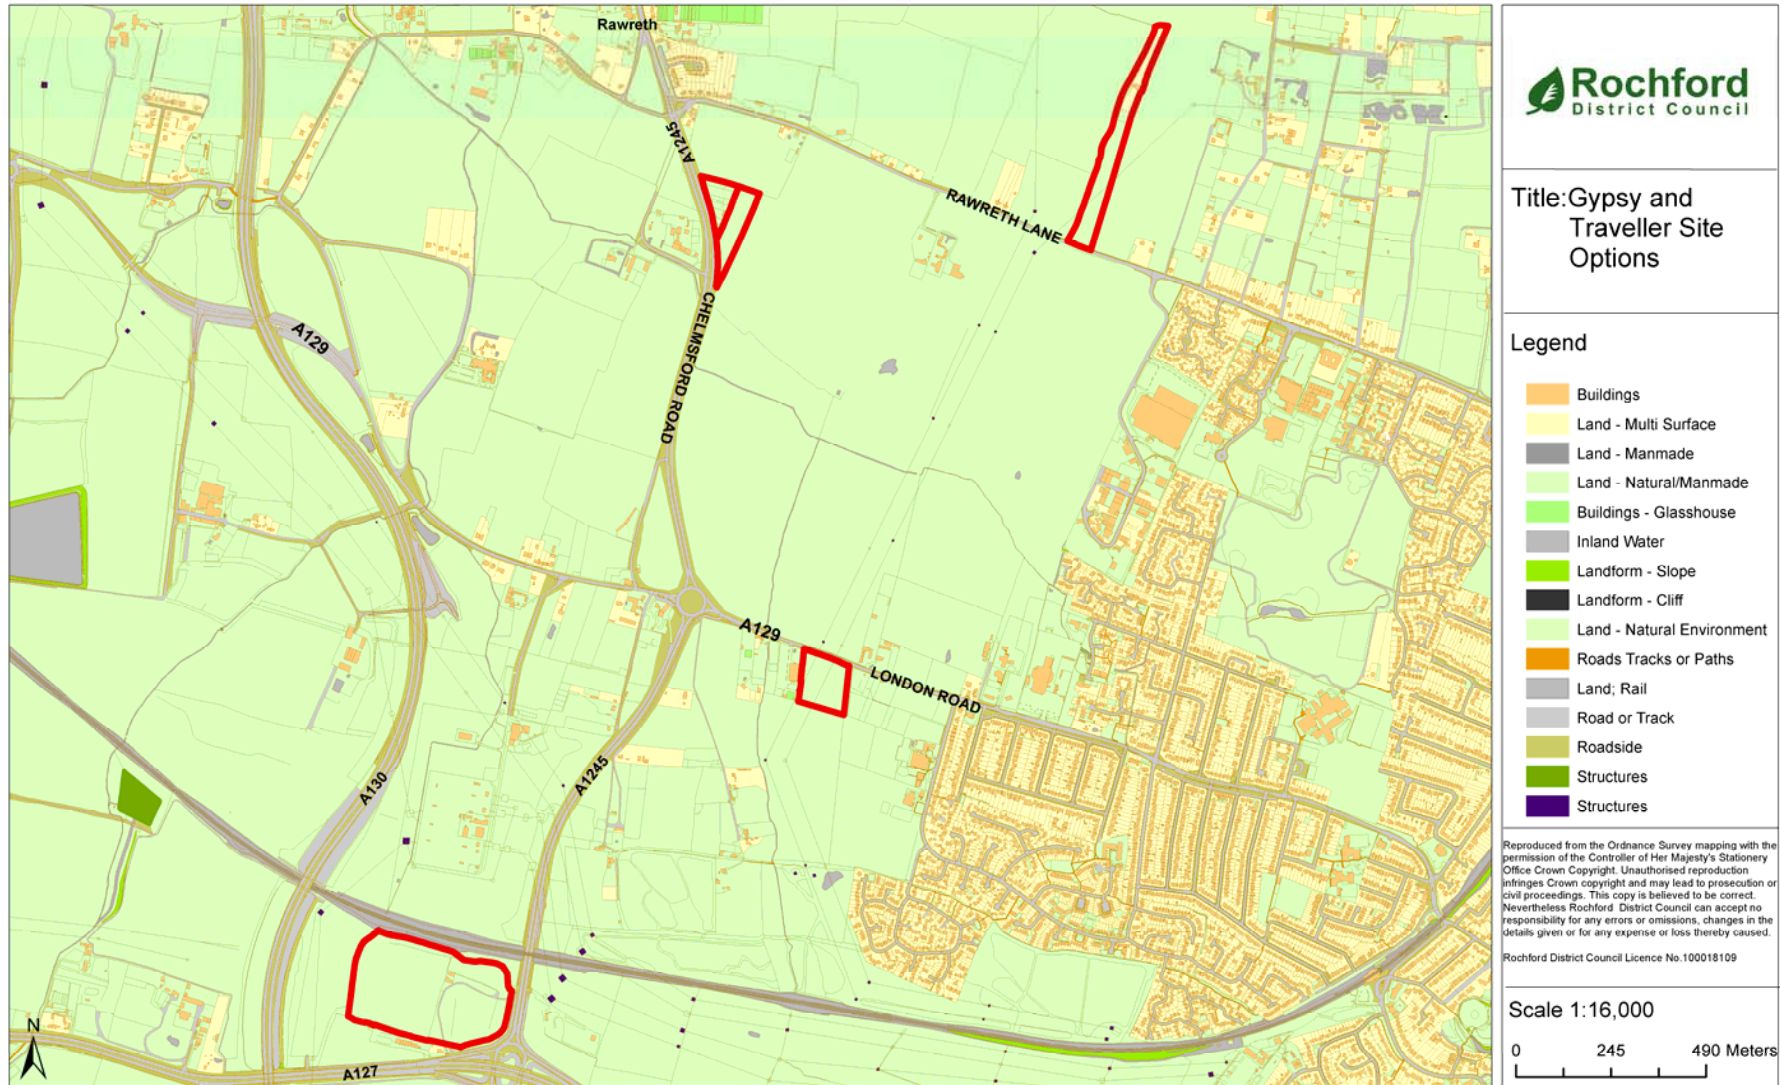 Rawreth
A1245
RAWRETH LANE
CHELMSFORD ROAD
A129
A129
LONDON ROAD
A1245
A130
A127
N
Rochford
District Council
Title:Gypsy and
Traveller Site
Options
Legend
Buildings
Land - Multi Surface
Land - Manmade
Land - Natural/Manmade
Buildings - Glasshouse
Inland Water
Landform - Slope
Landform - Cliff
Land - Natural Environment
Roads Tracks or Paths
Land; Rail
Road or Track
Roadside
Structures
Structures
Reproduced from the Ordnance Survey mapping with the
permission of the Controller of Her Majesty's Stationery
Office Crown Copyright. Unauthorised reproduction
infringes Crown copyright and may lead to prosecution or
civil proceedings. This copy is believed to be correct.
Nevertheless Rochford District Council can accept no
responsibility for any errors or omissions, changes in the
details given or for any expense or loss thereby caused.
Rochford District Council Licence No.100018109
Scale 1:16,000
0 245 490 Meters